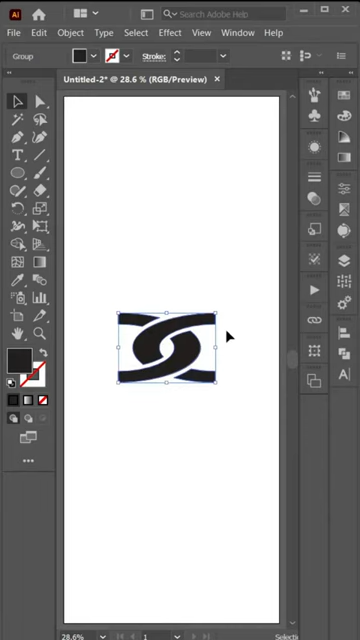 Ai
Search Adobe Help
File Edit Object Type Select Effect View Window Help
Group
Stroke:
Untitled-2* @ 28.6 % (RGB/Preview) ×
28.6%
1
Selectio